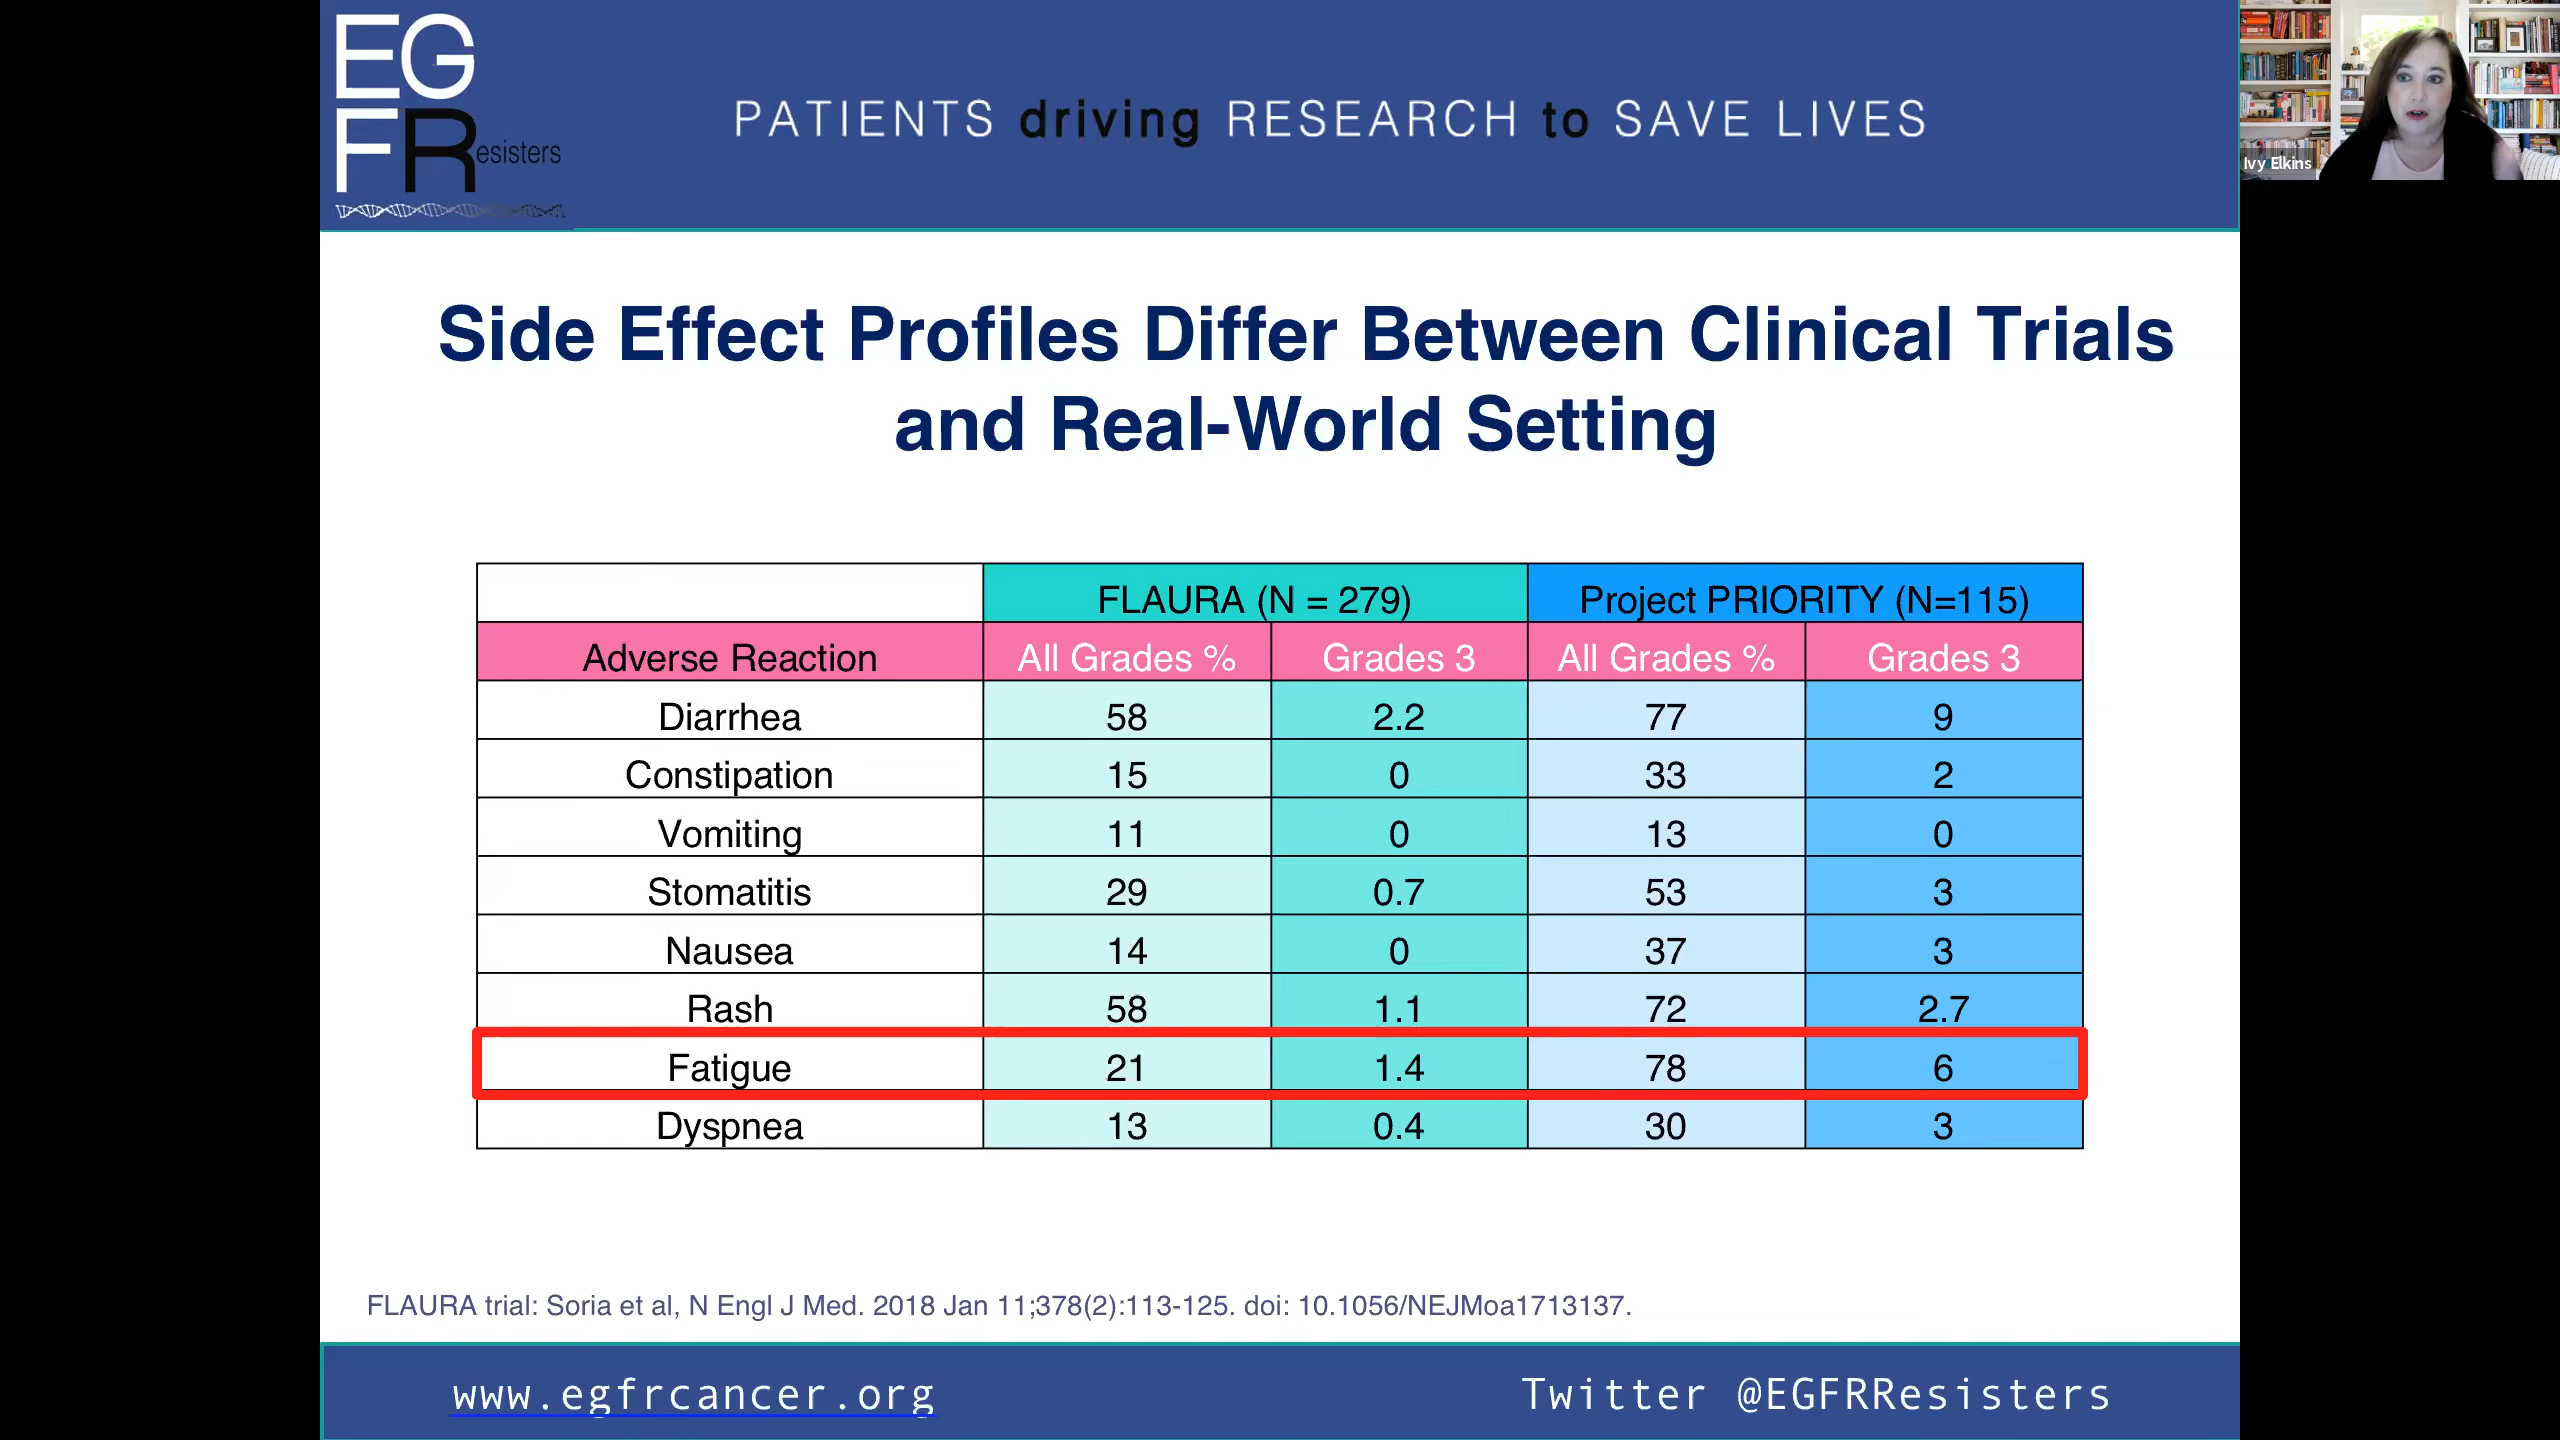 EG
FResisters
PATIENTS driving RESEARCH to SAVE LIVES
Ivy Elkins
Side Effect Profiles Differ Between Clinical Trials
and Real-World Setting
FLAURA (N = 279) Project PRIORITY (N=115)
Adverse Reaction All Grades % Grades 3 All Grades % Grades 3
Diarrhea 58 2.2 77 9
Constipation 15 0 33 2
Vomiting 11 0 13 0
Stomatitis 29 0.7 53 3
Nausea 14 0 37 3
Rash 58 1.1 72 2.7
Fatigue 21 1.4 78 6
Dyspnea 13 0.4 30 3
FLAURA trial: Soria et al, N Engl J Med. 2018 Jan 11;378(2):113-125. doi: 10.1056/NEJMoa1713137.
www.egfrcancer.org Twitter @EGFRResisters